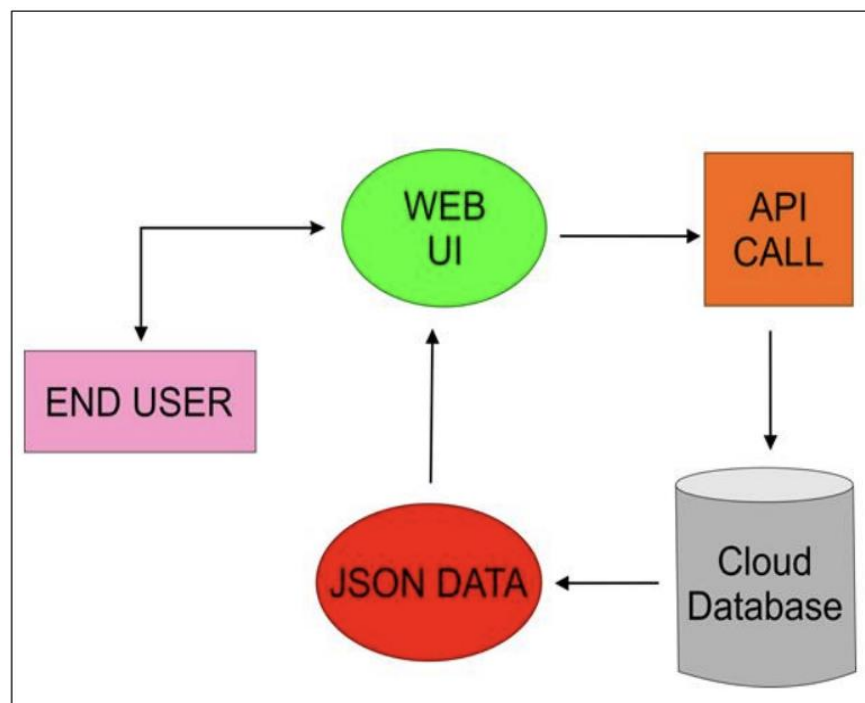 WEB
UI
API
CALL
END USER
JSON DATA
Cloud
Database